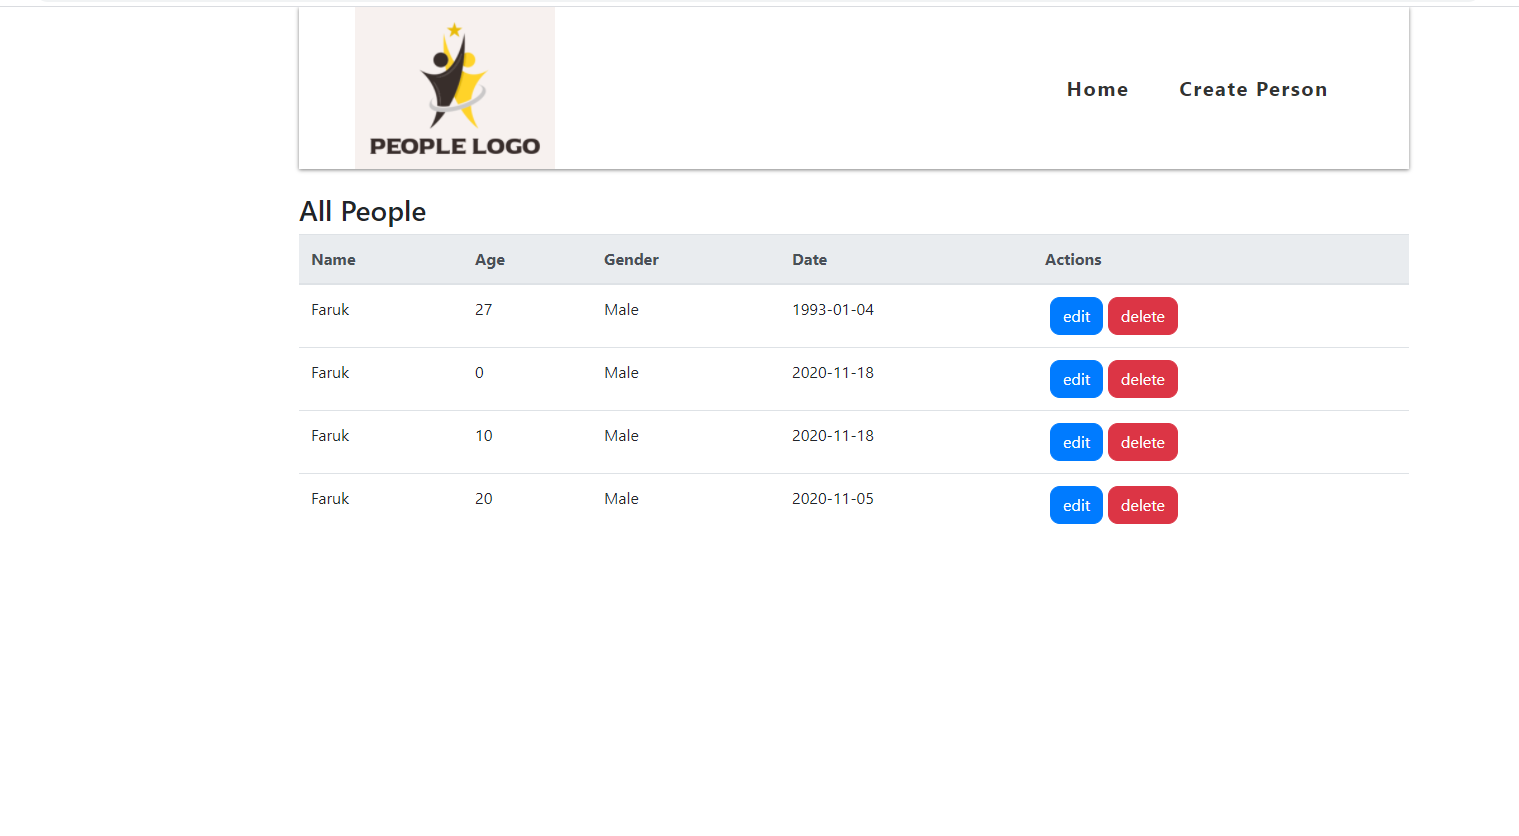 PEOPLE LOGO
Home Create Person
All People
Name Age Gender Date Actions
Faruk 27 Male 1993-01-04 edit delete
Faruk 0 Male 2020-11-18 edit delete
Faruk 10 Male 2020-11-18 edit delete
Faruk 20 Male 2020-11-05 edit delete